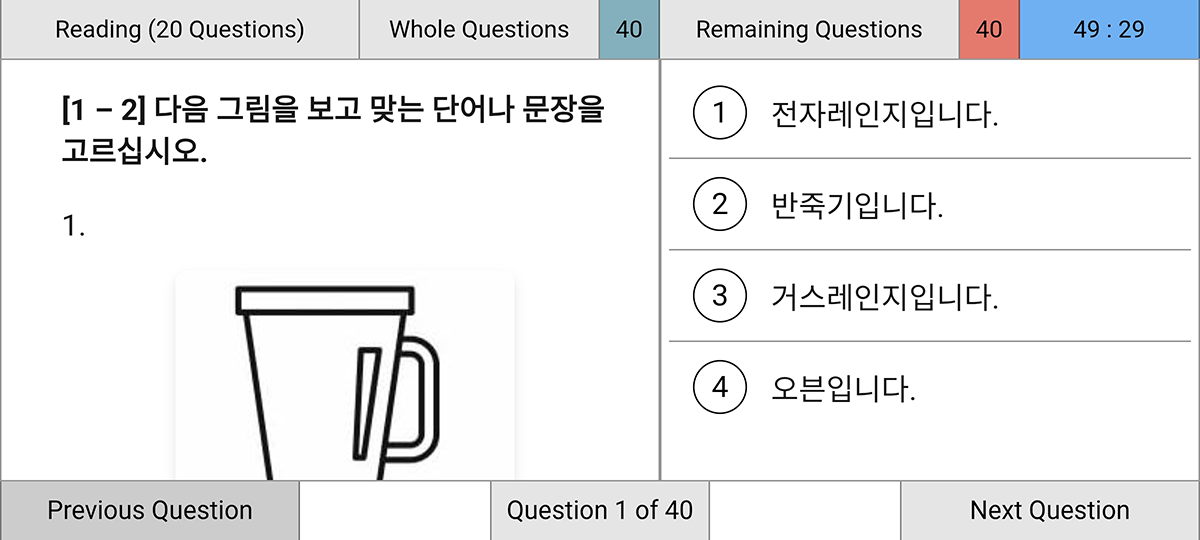 Reading (20 Questions)
Whole Questions
40
Remaining Questions
40
49 : 29
[1 – 2] 다음 그림을 보고 맞는 단어나 문장을
고르십시오.
1.
1 전자레인지입니다.
2 반죽기입니다.
3 거스레인지입니다.
4 오븐입니다.
Previous Question
Question 1 of 40
Next Question